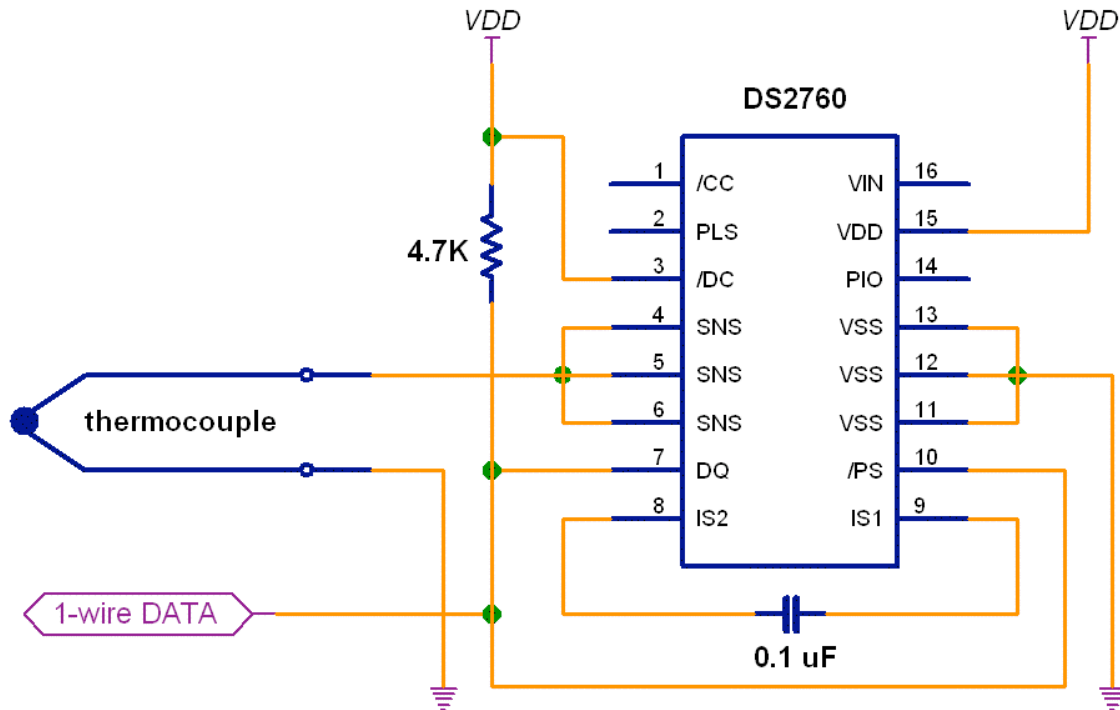 VDD
VDD
DS2760
1 /CC VIN 16
2 PLS VDD 15
4.7K
3 /DC PIO 14
4 SNS VSS 13
5 SNS VSS 12
thermocouple
6 SNS VSS 11
7 DQ /PS 10
8 IS2 IS1 9
1-wire DATA
0.1 uF